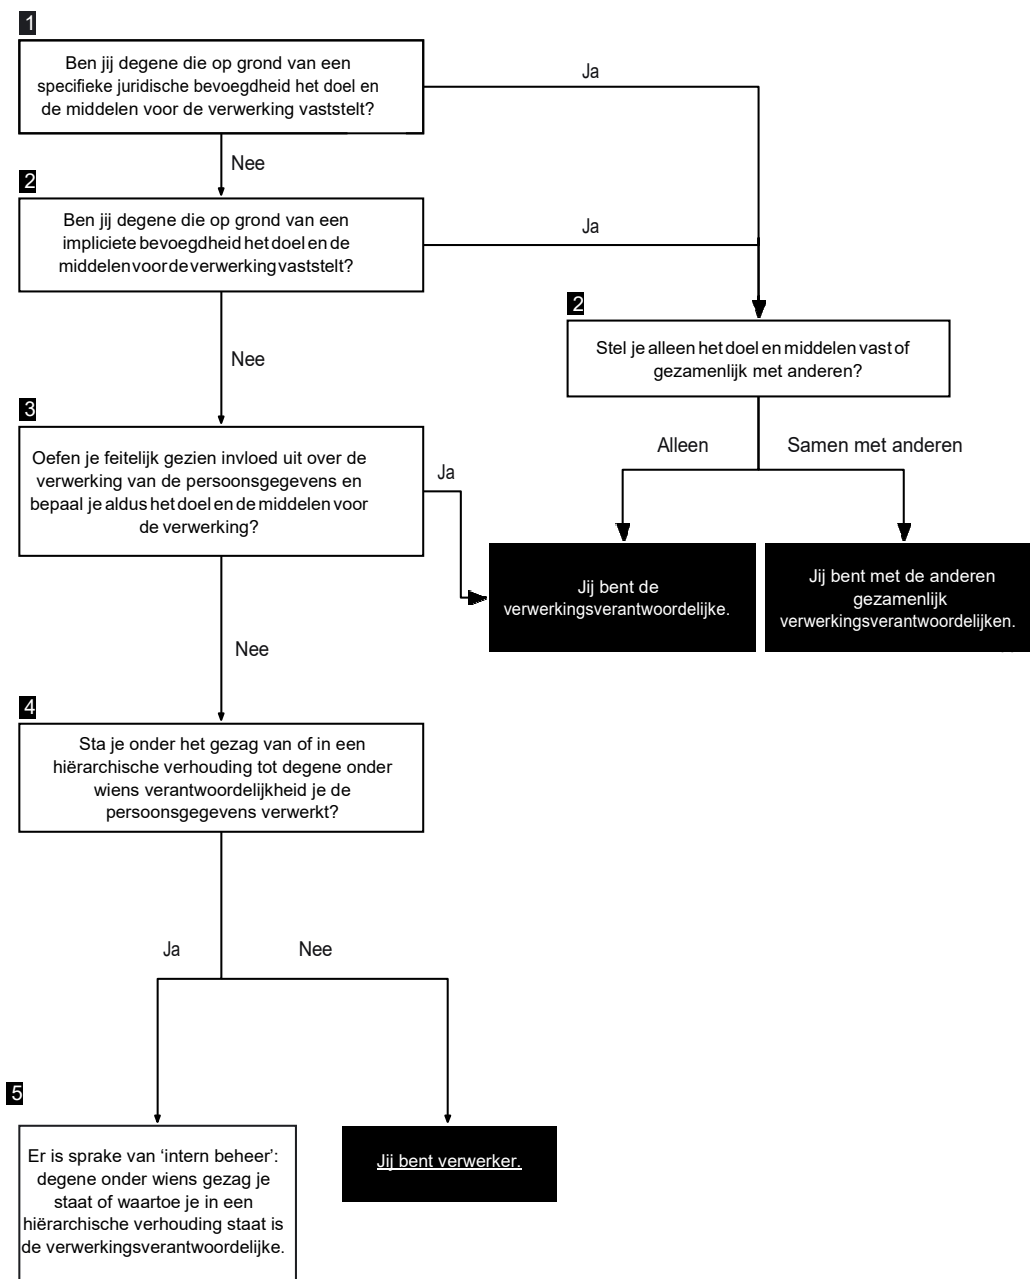 1
Ben jij degene die op grond van een
specifieke juridische bevoegdheid het doel en
de middelen voor de verwerking vaststelt?
Ja
Nee
2
Ben jij degene die op grond van een
impliciete bevoegdheid het doel en de
middelen voor de verwerking vaststelt?
Ja
2
Stel je alleen het doel en middelen vast of
gezamenlijk met anderen?
Nee
3
Oefen je feitelijk gezien invloed uit over de
verwerking van de persoonsgegevens en
bepaal je aldus het doel en de middelen voor
de verwerking?
Ja
Alleen
Samen met anderen
Jij bent de
verwerkingsverantwoordelijke.
Jij bent met de anderen
gezamenlijk
verwerkingsverantwoordelijken.
Nee
4
Sta je onder het gezag van of in een
hiërarchische verhouding tot degene onder
wiens verantwoordelijkheid je de
persoonsgegevens verwerkt?
Ja
Nee
5
Er is sprake van ‘intern beheer’:
degene onder wiens gezag je
staat of waartoe je in een
hiërarchische verhouding staat is
de verwerkingsverantwoordelijke.
Jij bent verwerker.